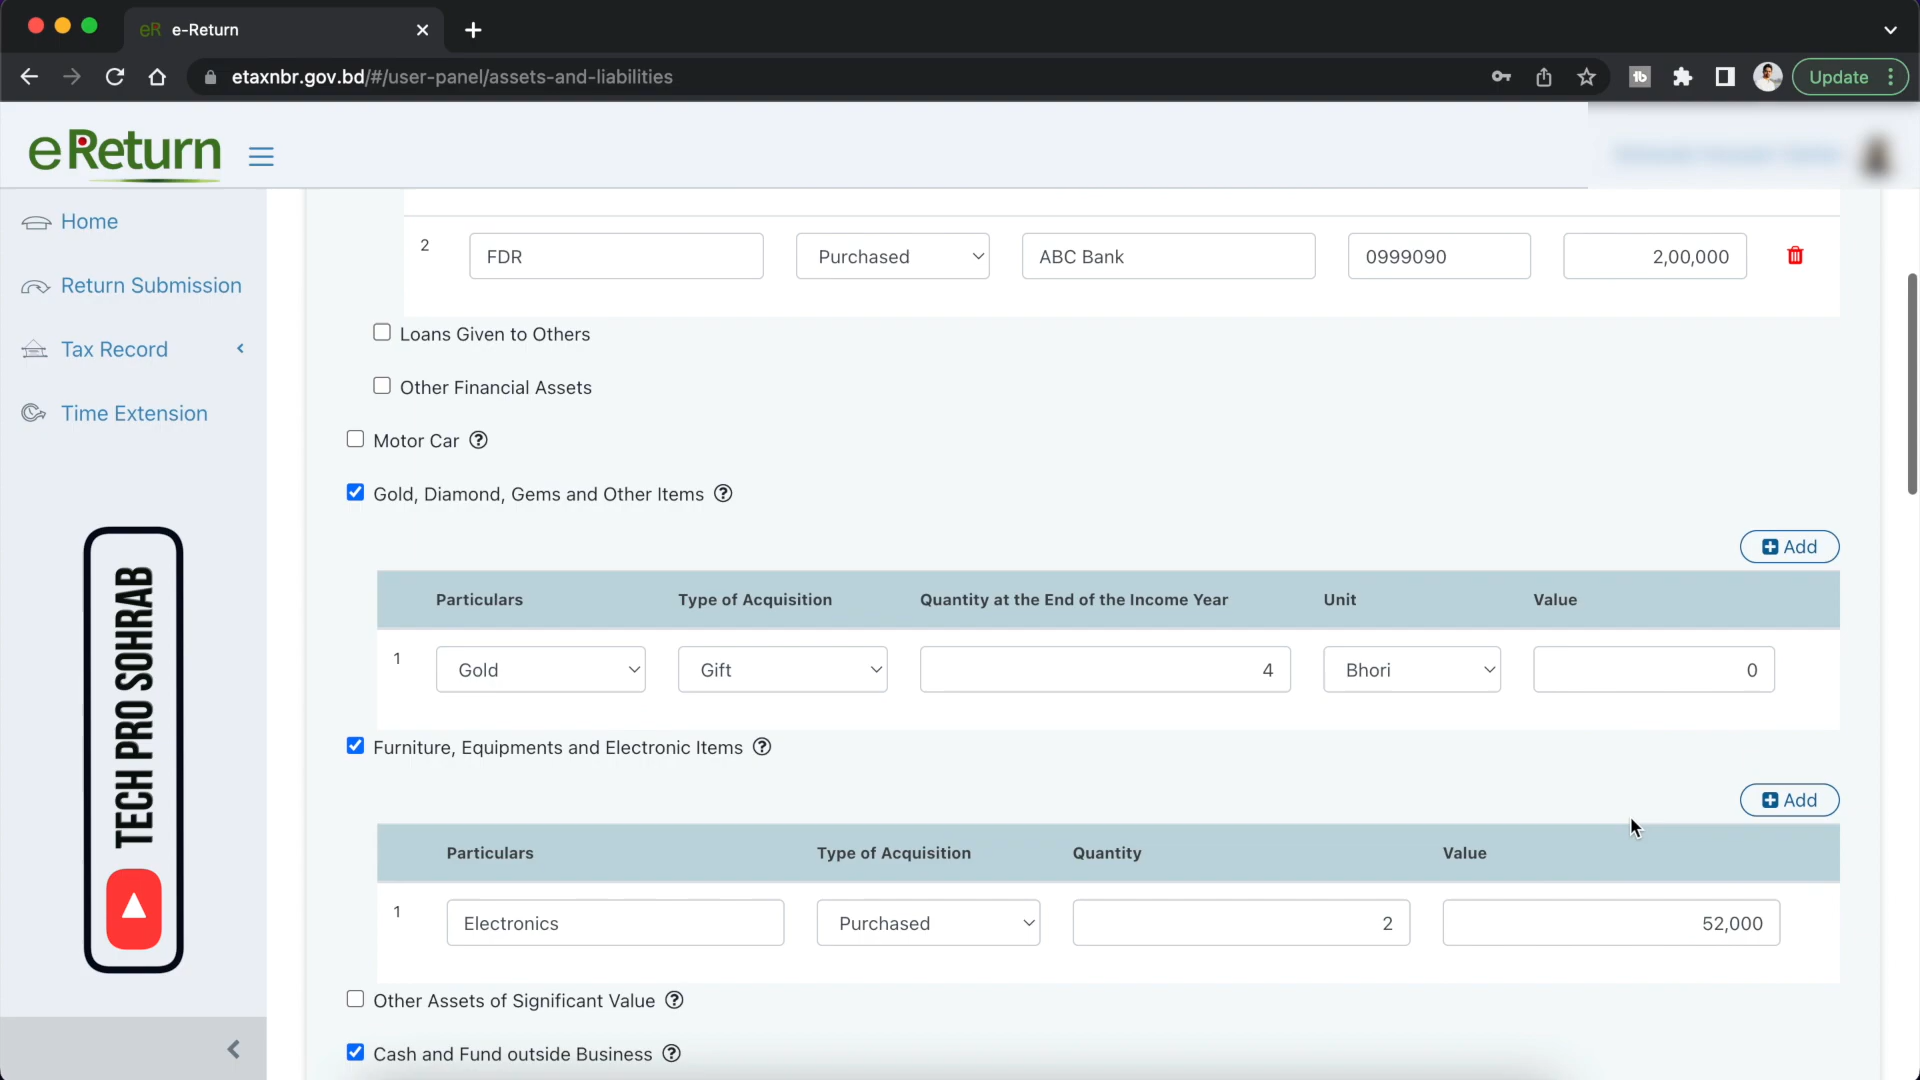 eR e-Return
etaxnbr.gov.bd/#/user-panel/assets-and-liabilities
Update
eReturn
Home
Return Submission
Tax Record
Time Extension
TECH PRO SOHRAB
2 FDR Purchased ABC Bank 0999090 2,00,000
Loans Given to Others
Other Financial Assets
Motor Car ?
Gold, Diamond, Gems and Other Items ?
Add
Particulars Type of Acquisition Quantity at the End of the Income Year Unit Value
1 Gold Gift 4 Bhori 0
Furniture, Equipments and Electronic Items ?
Add
Particulars Type of Acquisition Quantity Value
1 Electronics Purchased 2 52,000
Other Assets of Significant Value ?
Cash and Fund outside Business ?